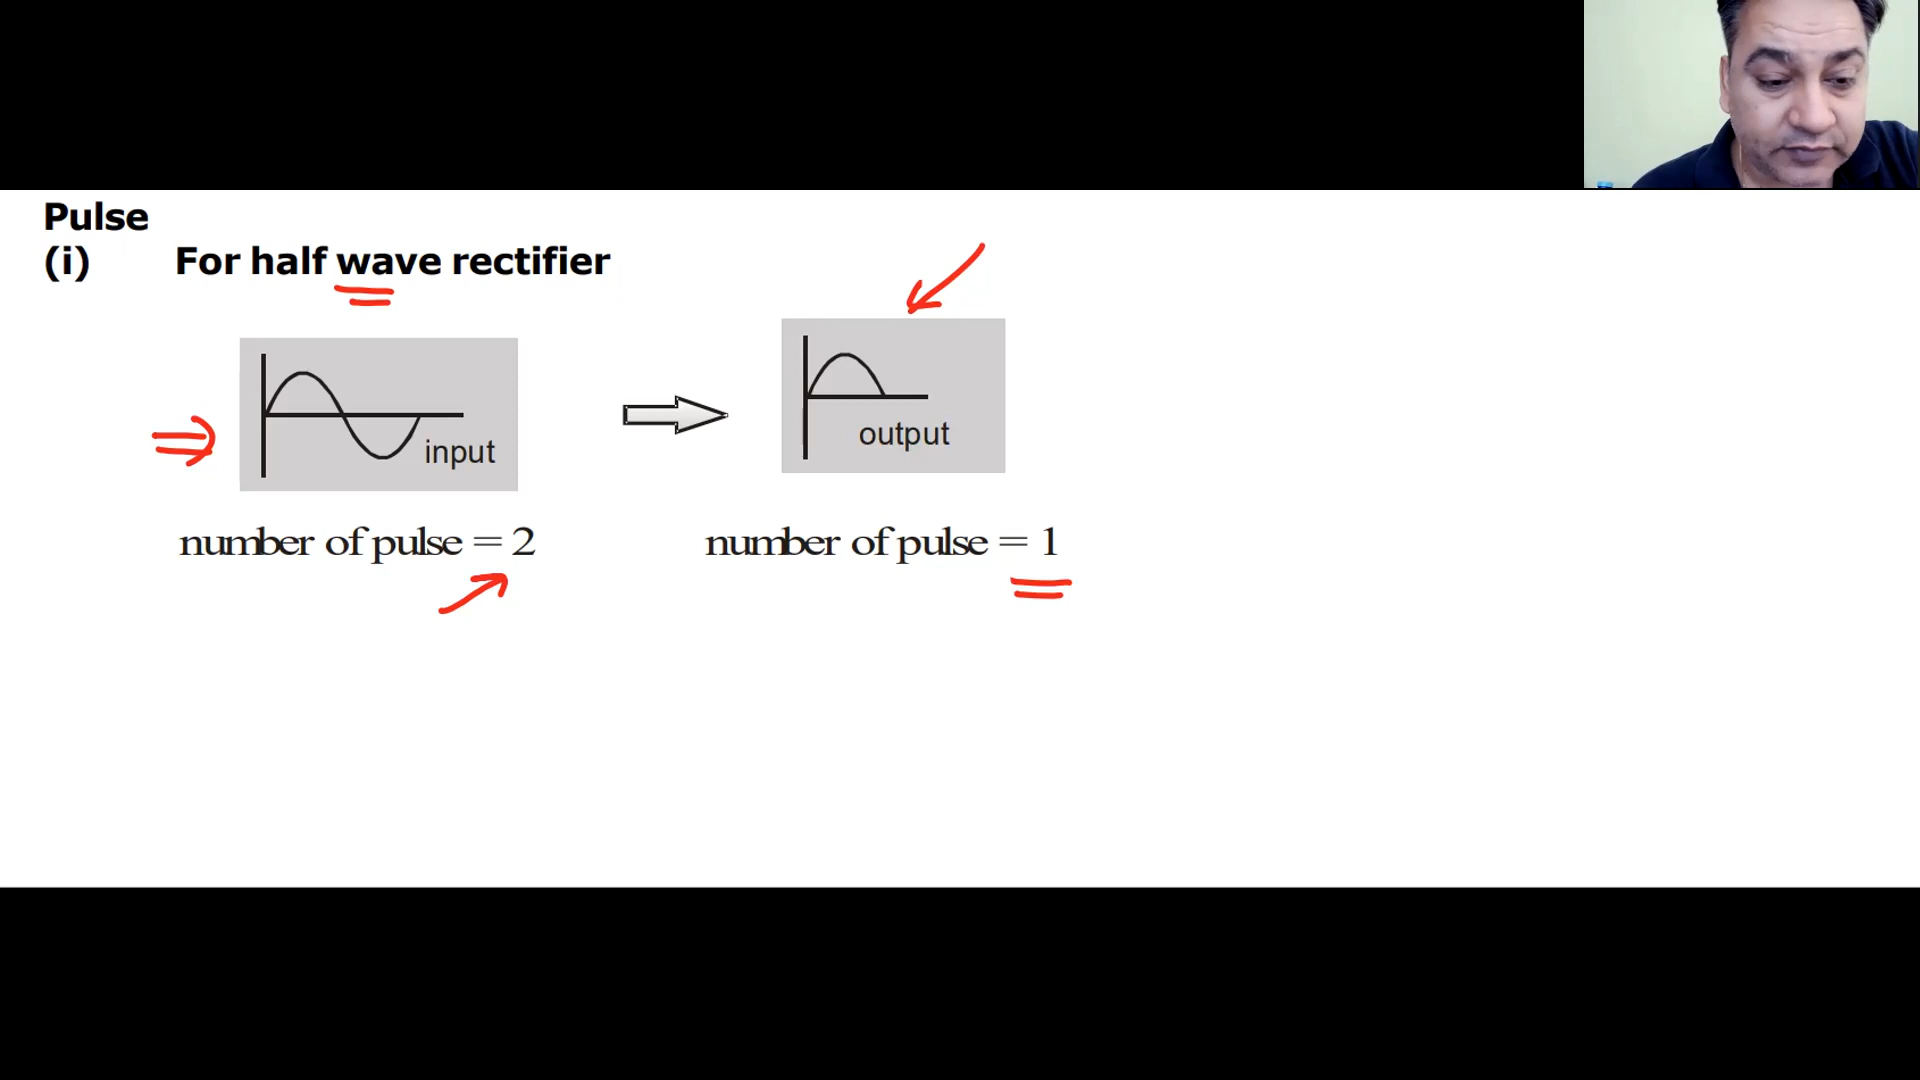 Pulse
(i) For half wave rectifier
input
output
number of pulse = 2
number of pulse = 1